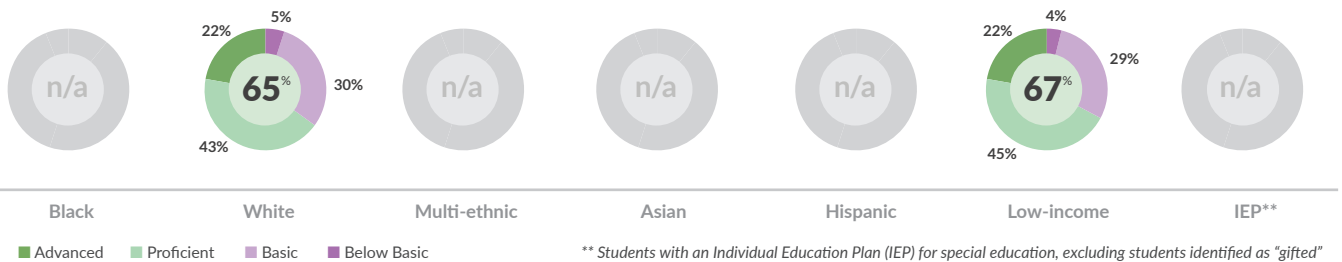 5%
4%
22%
22%
n/a
65%
30%
n/a
n/a
n/a
67%
29%
n/a
43%
45%
Black White Multi-ethnic Asian Hispanic Low-income IEP**
Advanced Proficient Basic Below Basic ** Students with an Individual Education Plan (IEP) for special education, excluding students identified as “gifted”